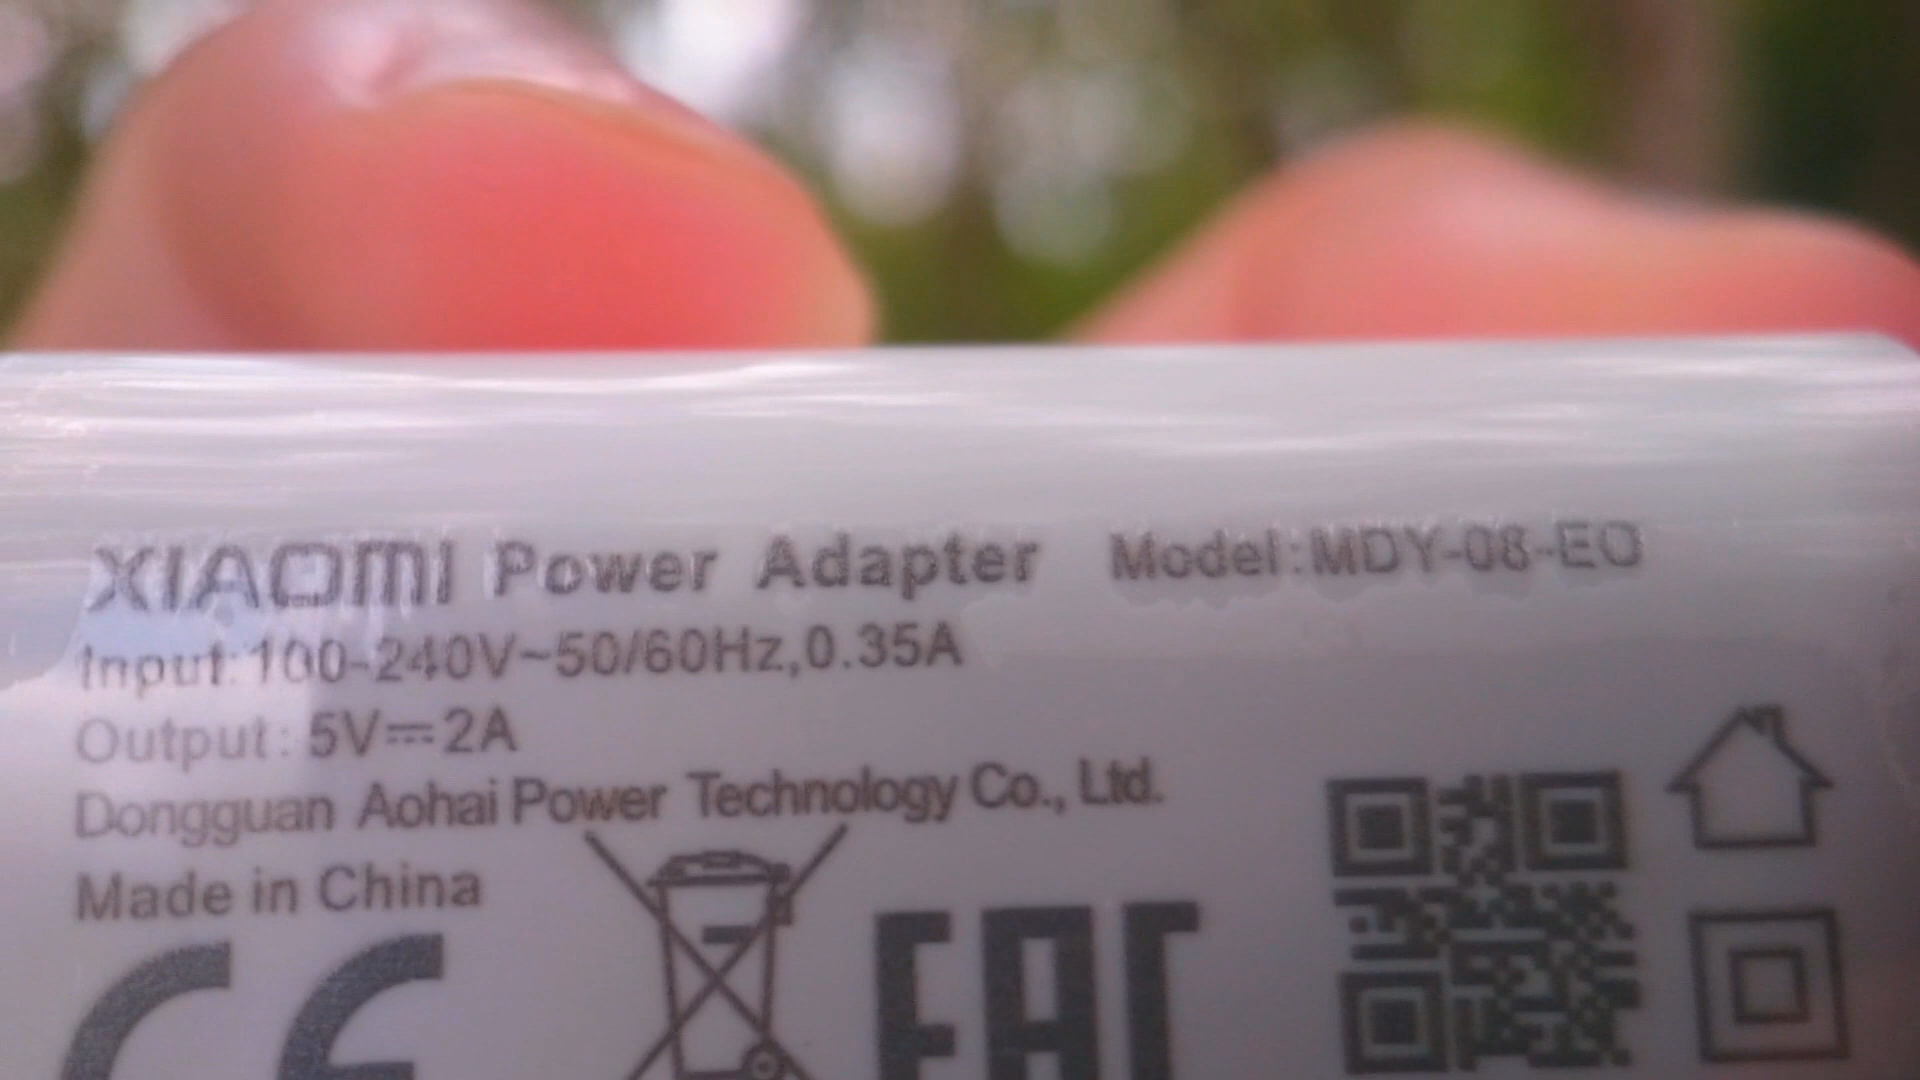 XIAOMI Power Adapter Model:MDY-08-EO
Input:100-240V~50/60Hz,0.35A
Output: 5V⎓2A
Dongguan Aohai Power Technology Co., Ltd.
Made in China
CE EAC